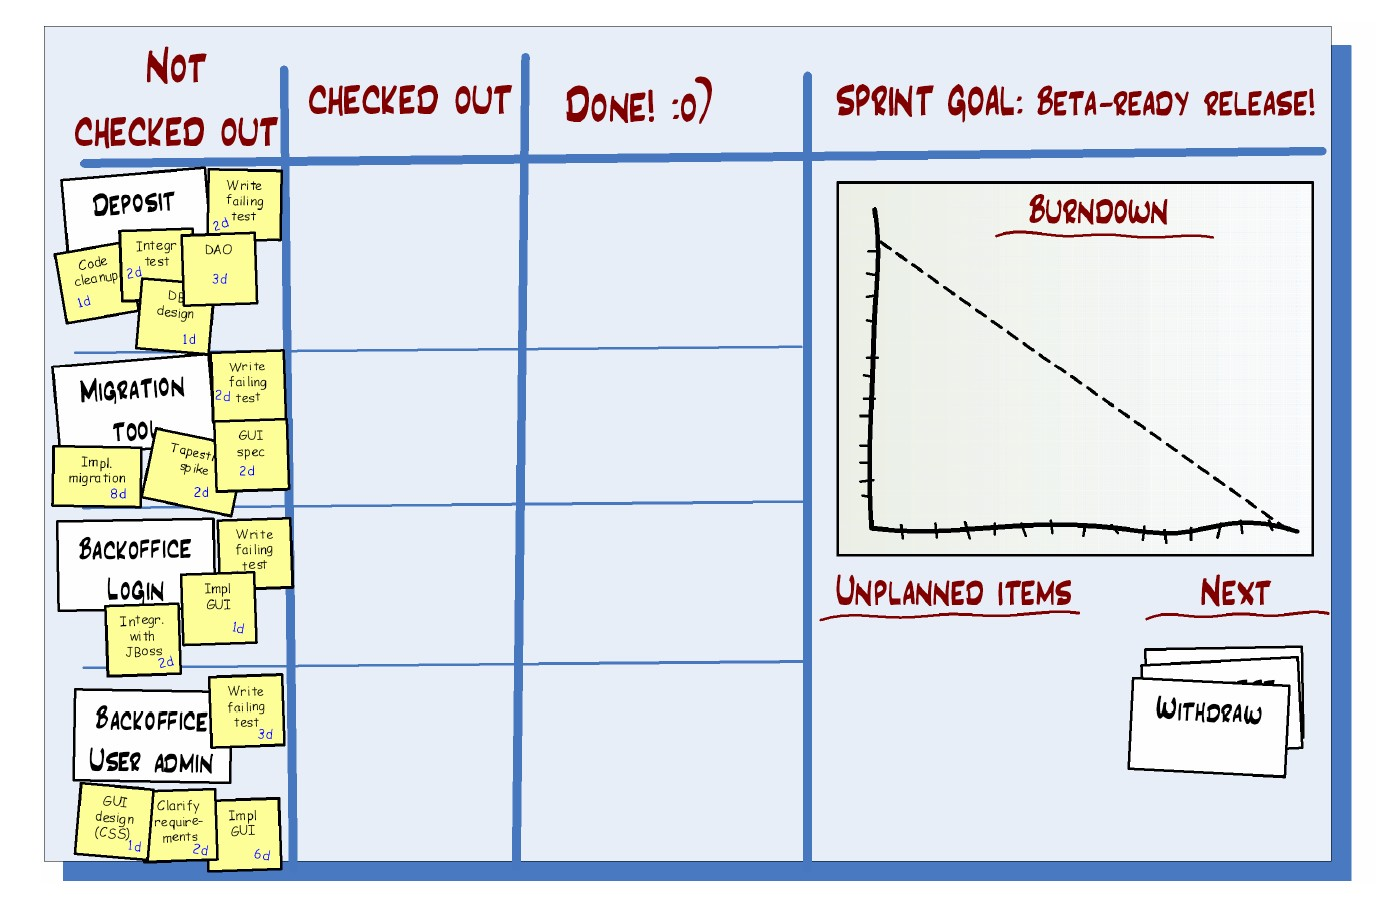 NOT
CHECKED OUT
CHECKED OUT
DONE! :o)
SPRINT GOAL: BETA-READY RELEASE!
DEPOSIT
Write
failing
test
2d
Code
cleanup
1d
Integr
test
2d
DAO
3d
DB
design
1d
MIGRATION
TOOL
Write
failing
test
2d
GUI
spec
2d
Impl.
migration
8d
spike
2d
BACKOFFICE
LOGIN
Write
failing
test
Impl
GUI
1d
Integr.
with
JBoss
2d
BACKOFFICE
USER ADMIN
Write
failing
test
3d
GUI
design
(CSS)
1d
Clarify
require-
ments
2d
Impl
GUI
6d
BURNDOWN
UNPLANNED ITEMS
NEXT
WITHDRAW